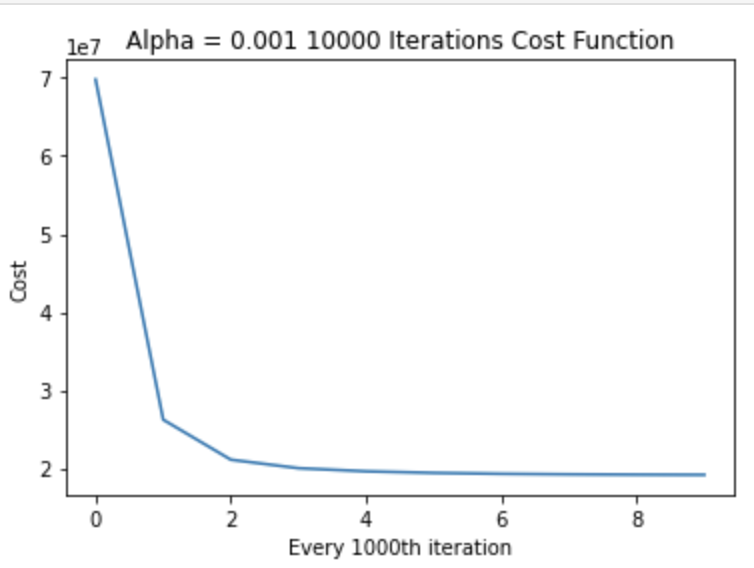 Alpha = 0.001 10000 Iterations Cost Function
1e7
7
6
5
4
3
2
Cost
0 2 4 6 8
Every 1000th iteration